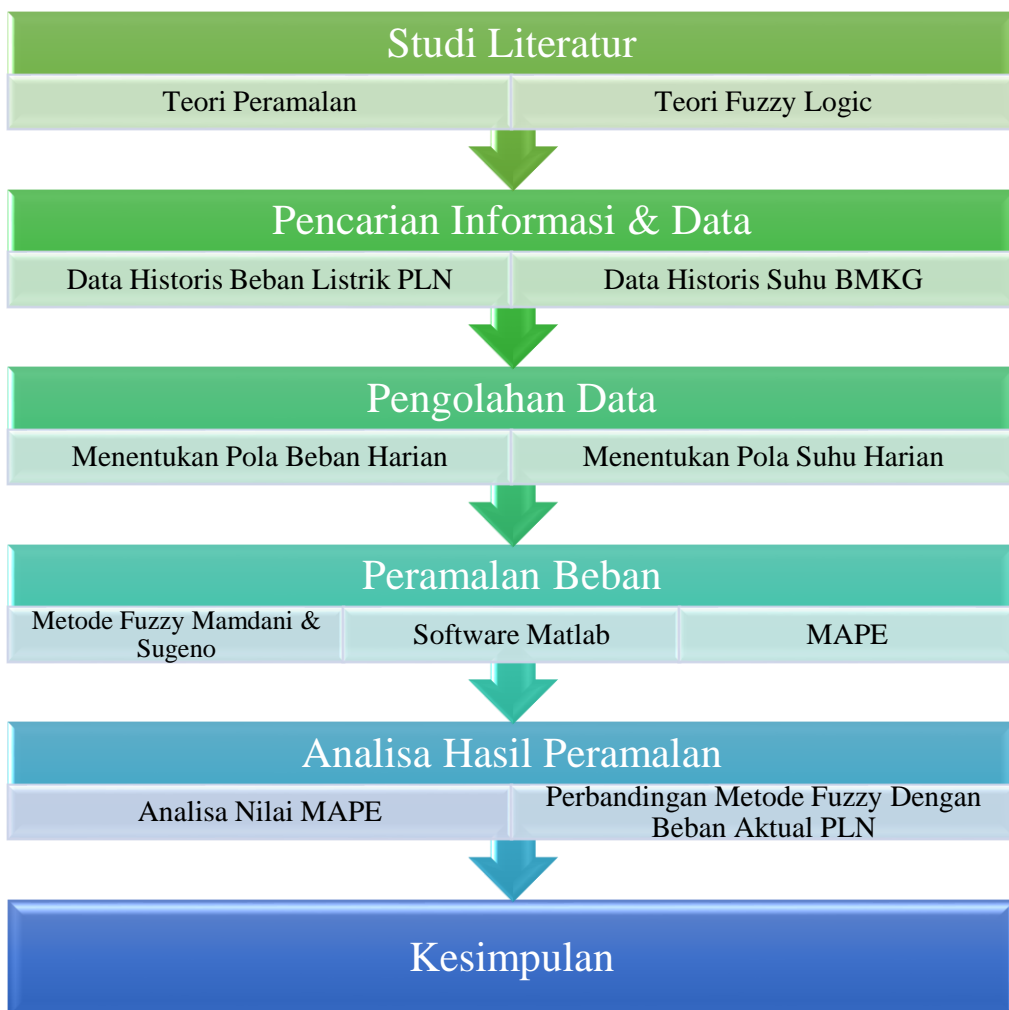 Studi Literatur
Teori Peramalan
Teori Fuzzy Logic
Pencarian Informasi & Data
Data Historis Beban Listrik PLN
Data Historis Suhu BMKG
Pengolahan Data
Menentukan Pola Beban Harian
Menentukan Pola Suhu Harian
Peramalan Beban
Metode Fuzzy Mamdani &
Sugeno
Software Matlab
MAPE
Analisa Hasil Peramalan
Analisa Nilai MAPE
Perbandingan Metode Fuzzy Dengan
Beban Aktual PLN
Kesimpulan